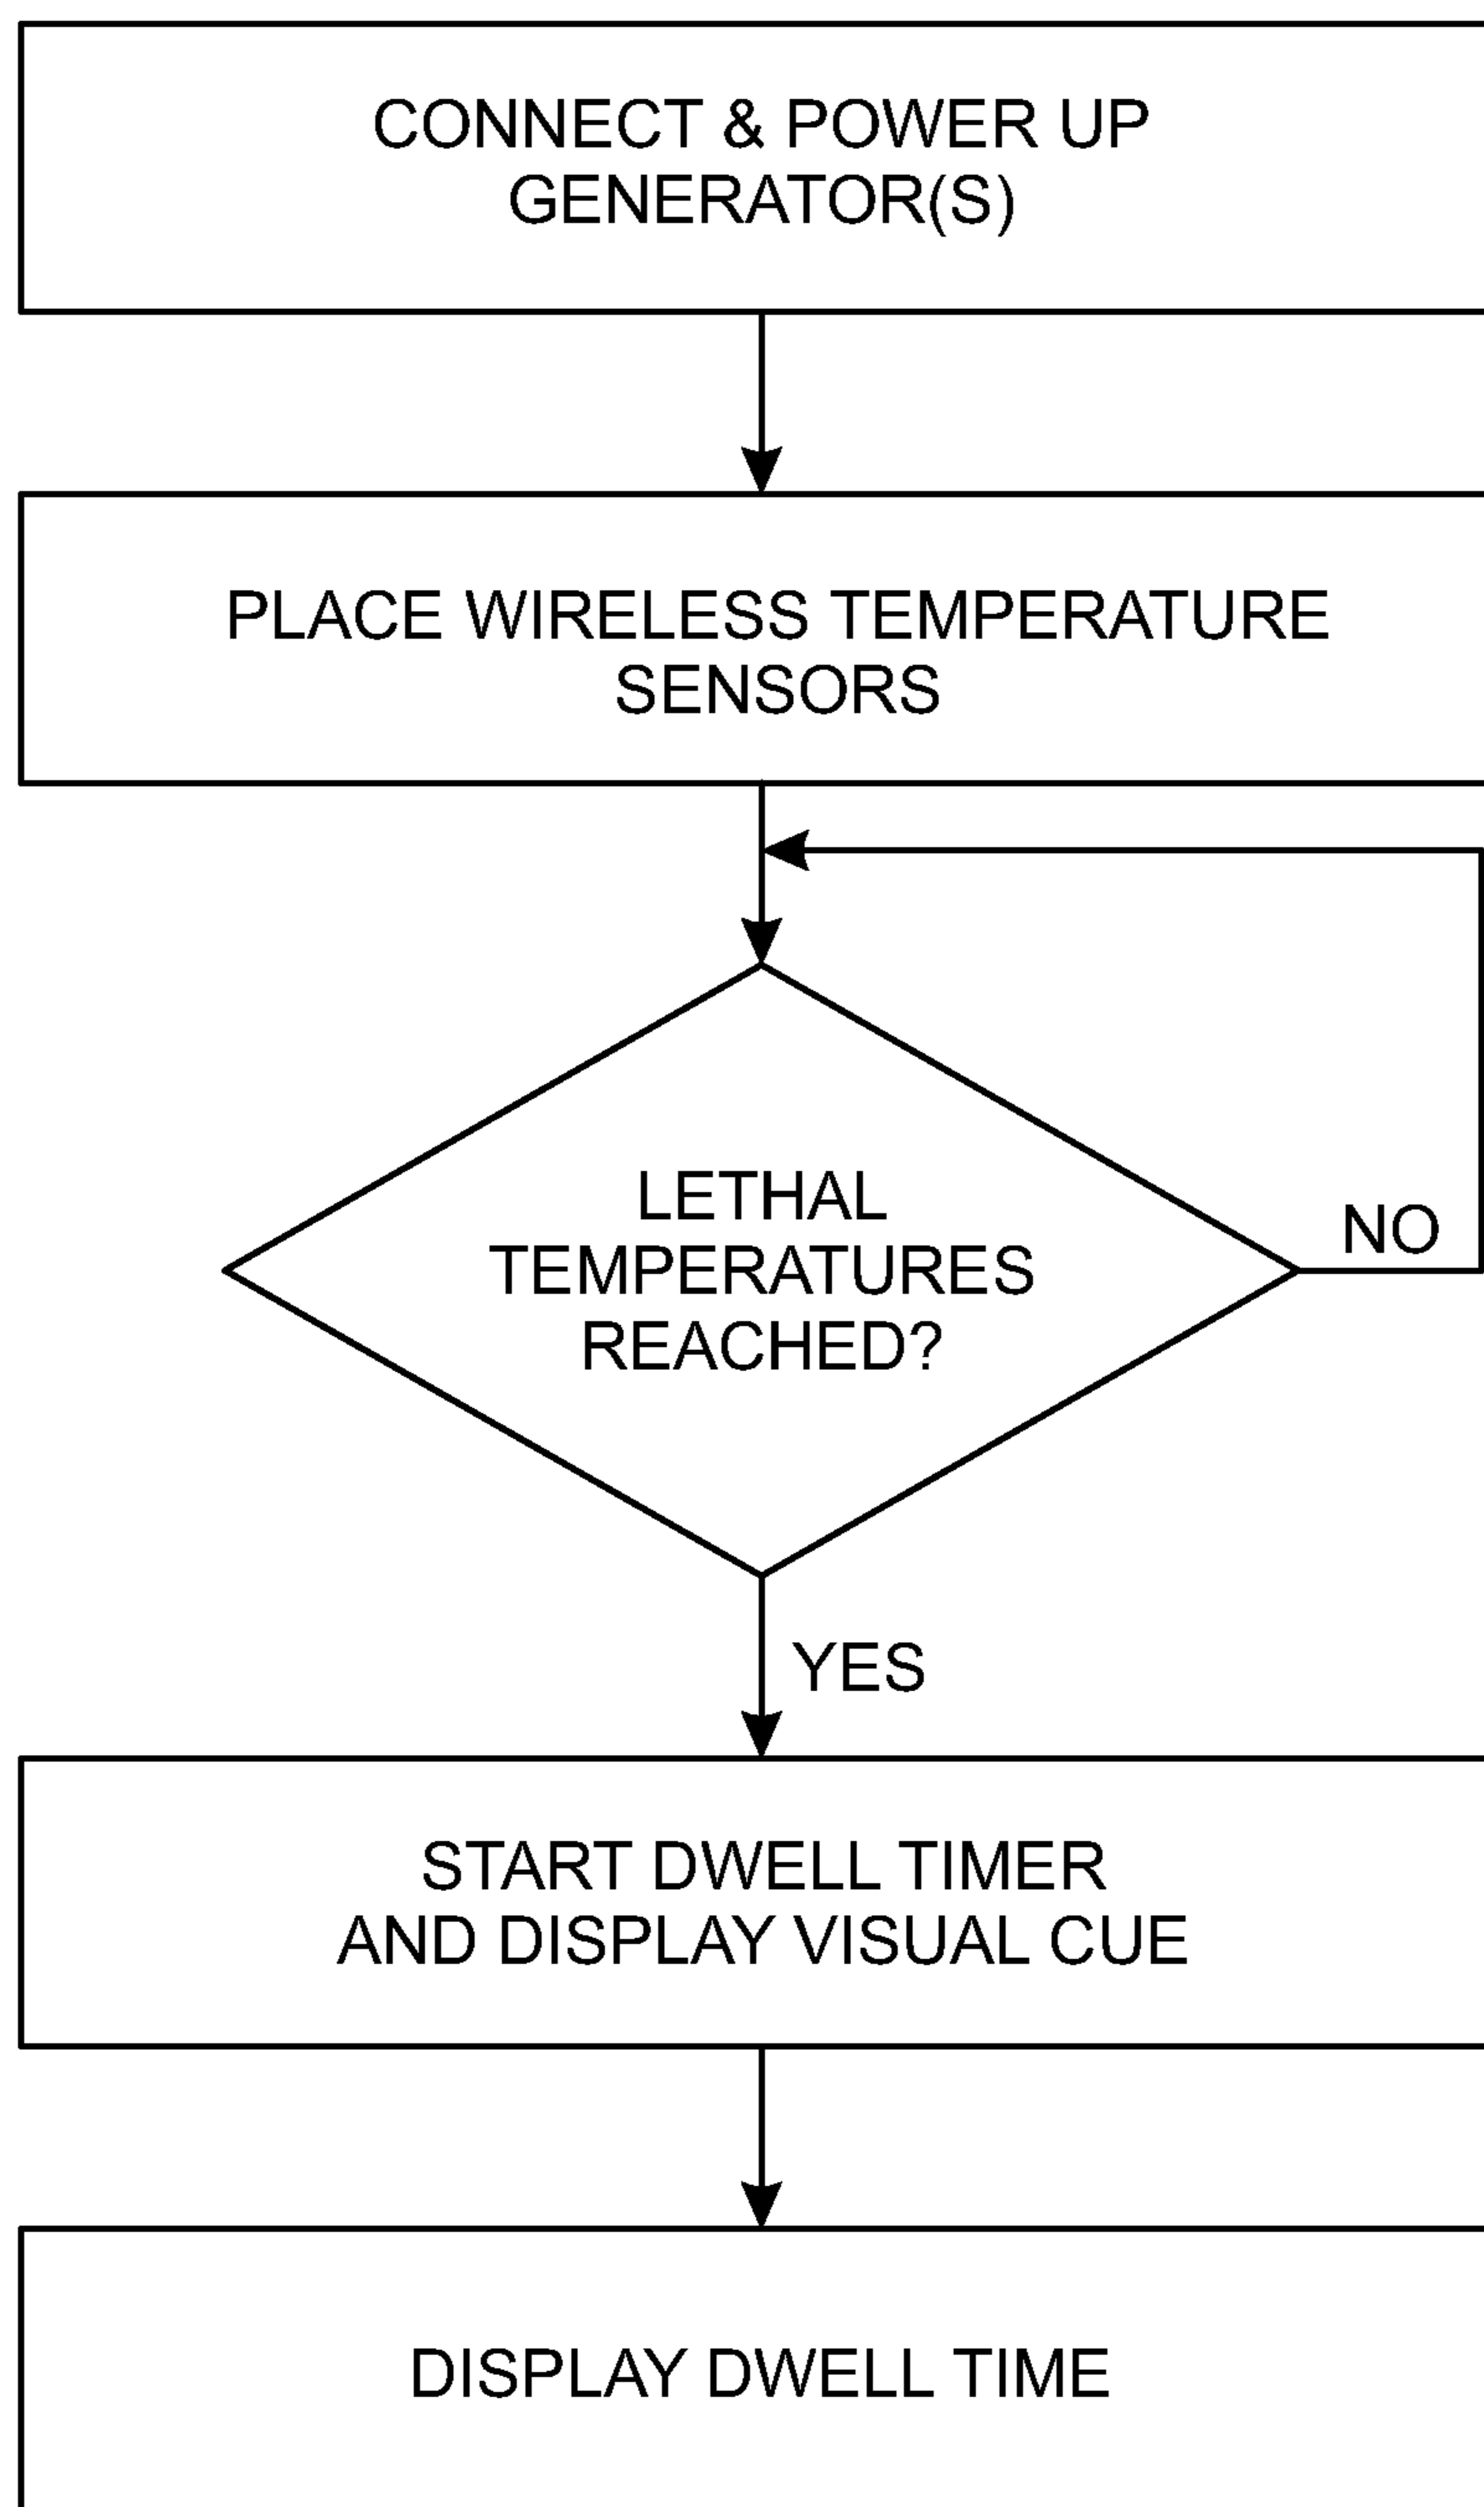 CONNECT & POWER UP
GENERATOR(S)
PLACE WIRELESS TEMPERATURE
SENSORS
LETHAL
TEMPERATURES
REACHED?
NO
YES
START DWELL TIMER
AND DISPLAY VISUAL CUE
DISPLAY DWELL TIME